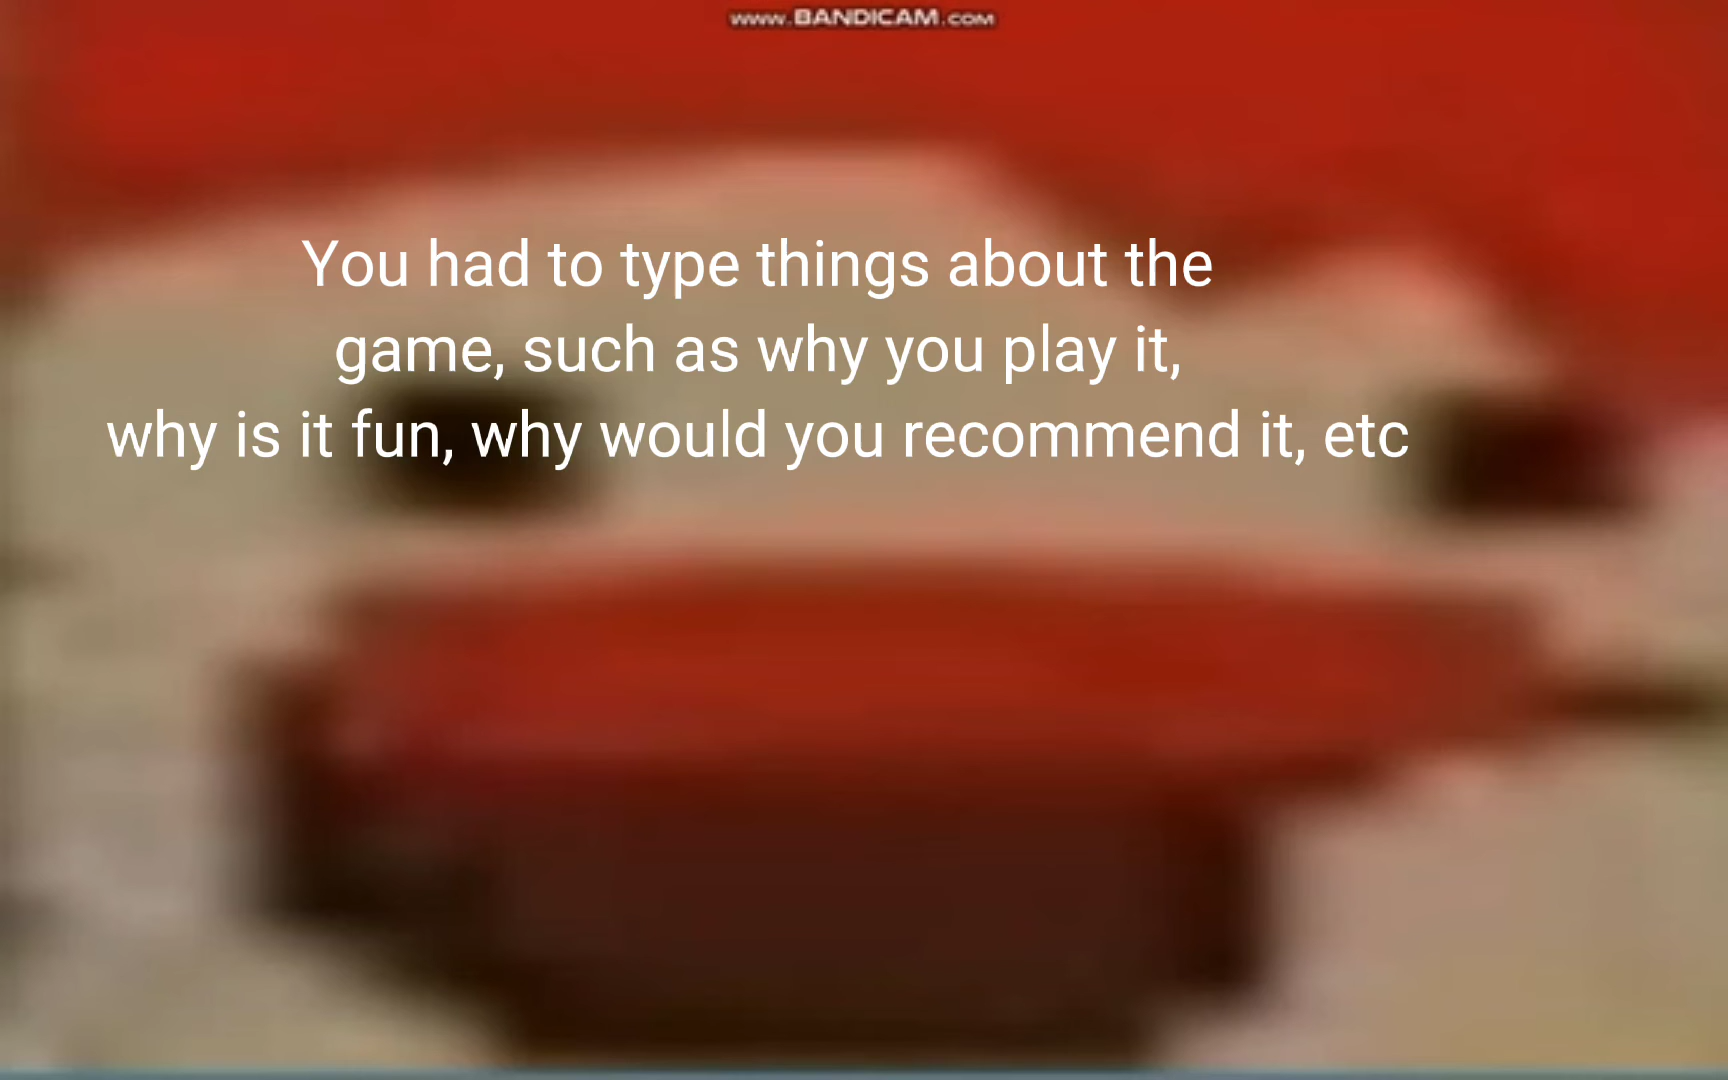 www.BANDICAM.com
You had to type things about the
game, such as why you play it,
why is it fun, why would you recommend it, etc